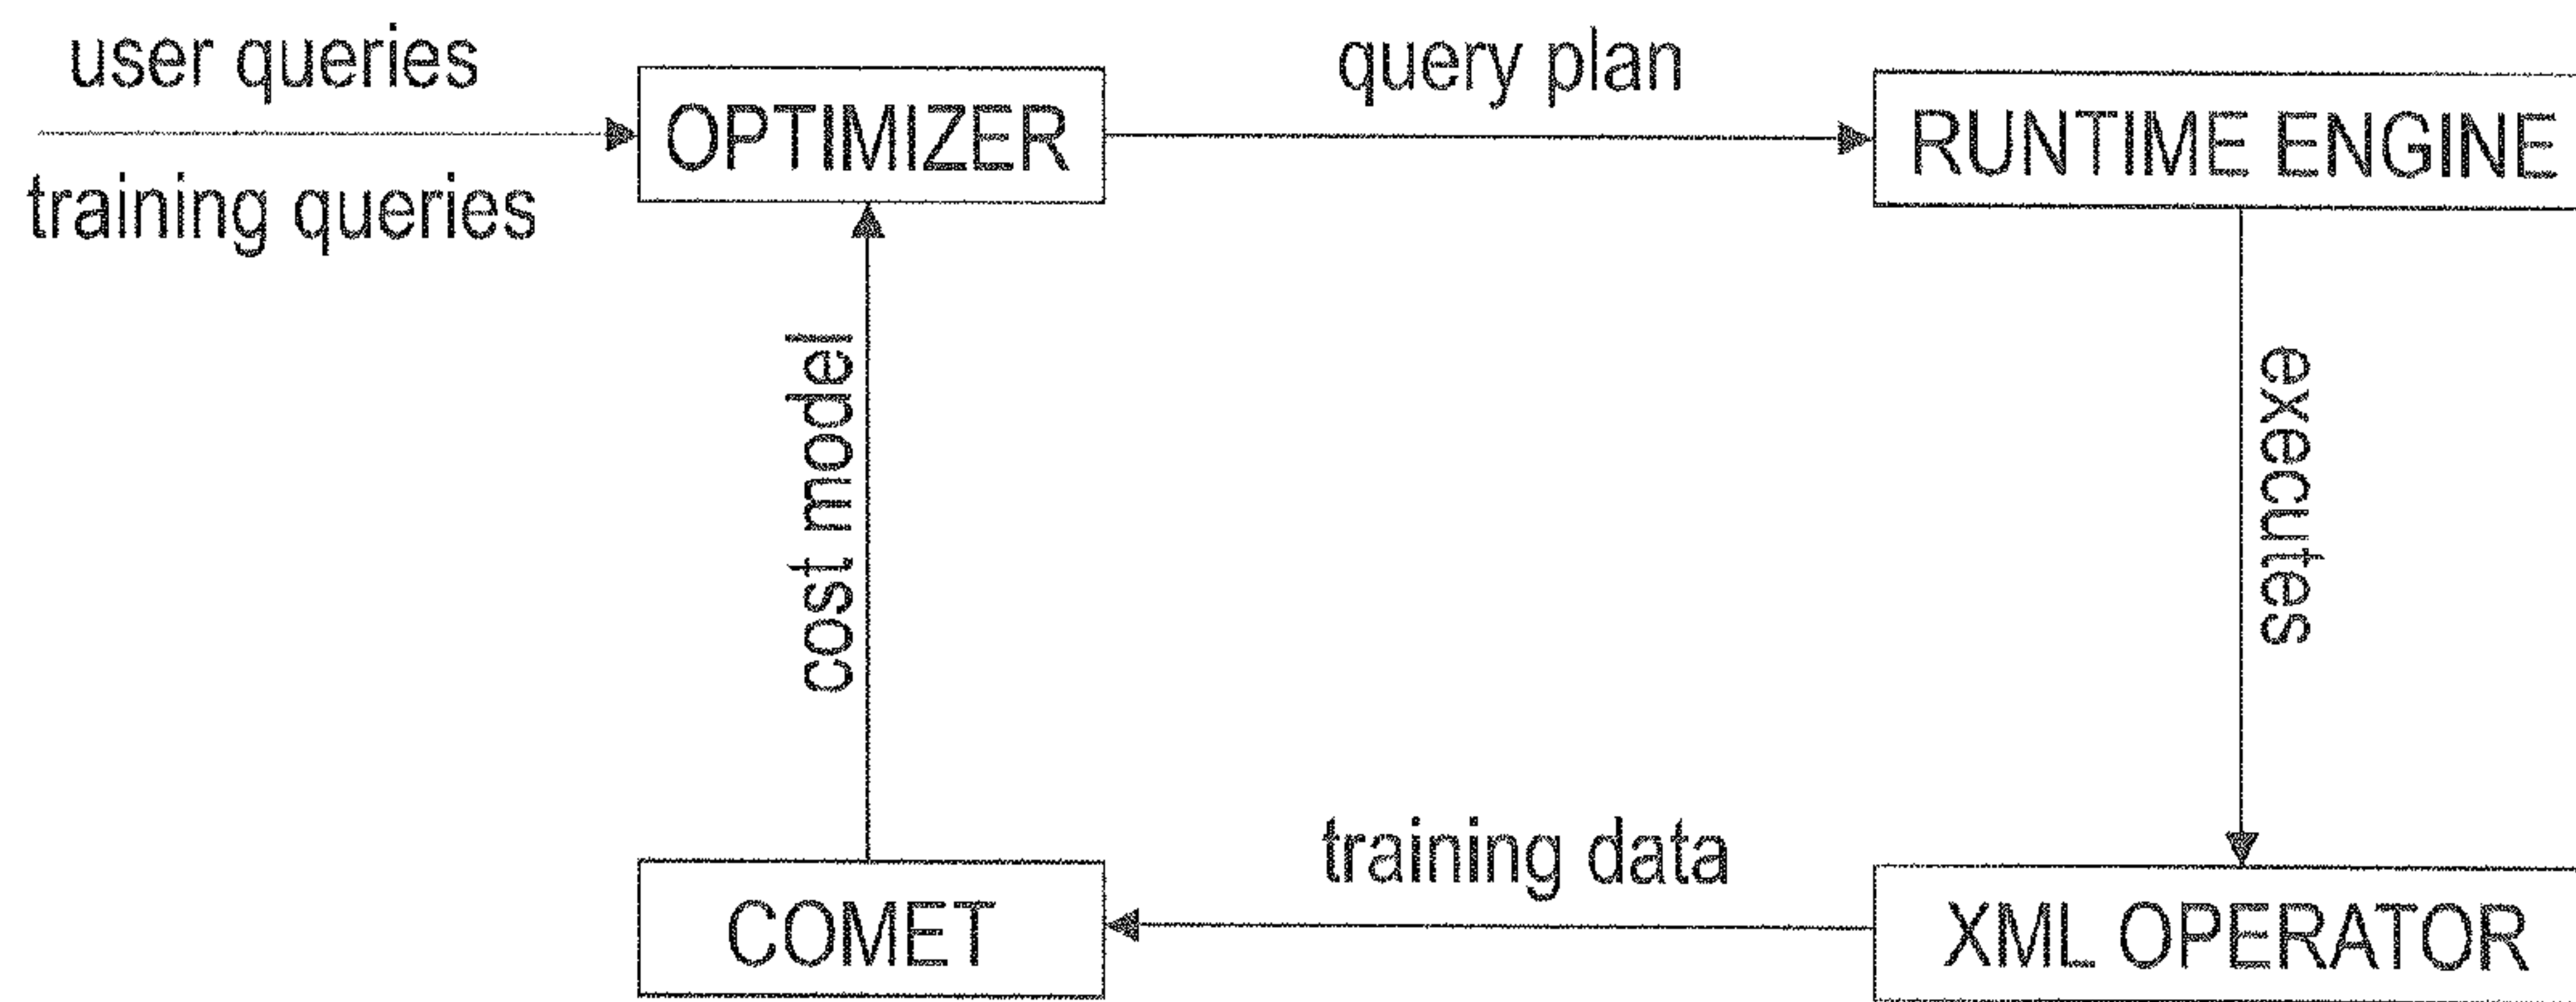 user queries
training queries
OPTIMIZER
query plan
RUNTIME ENGINE
executes
XML OPERATOR
training data
COMET
cost model